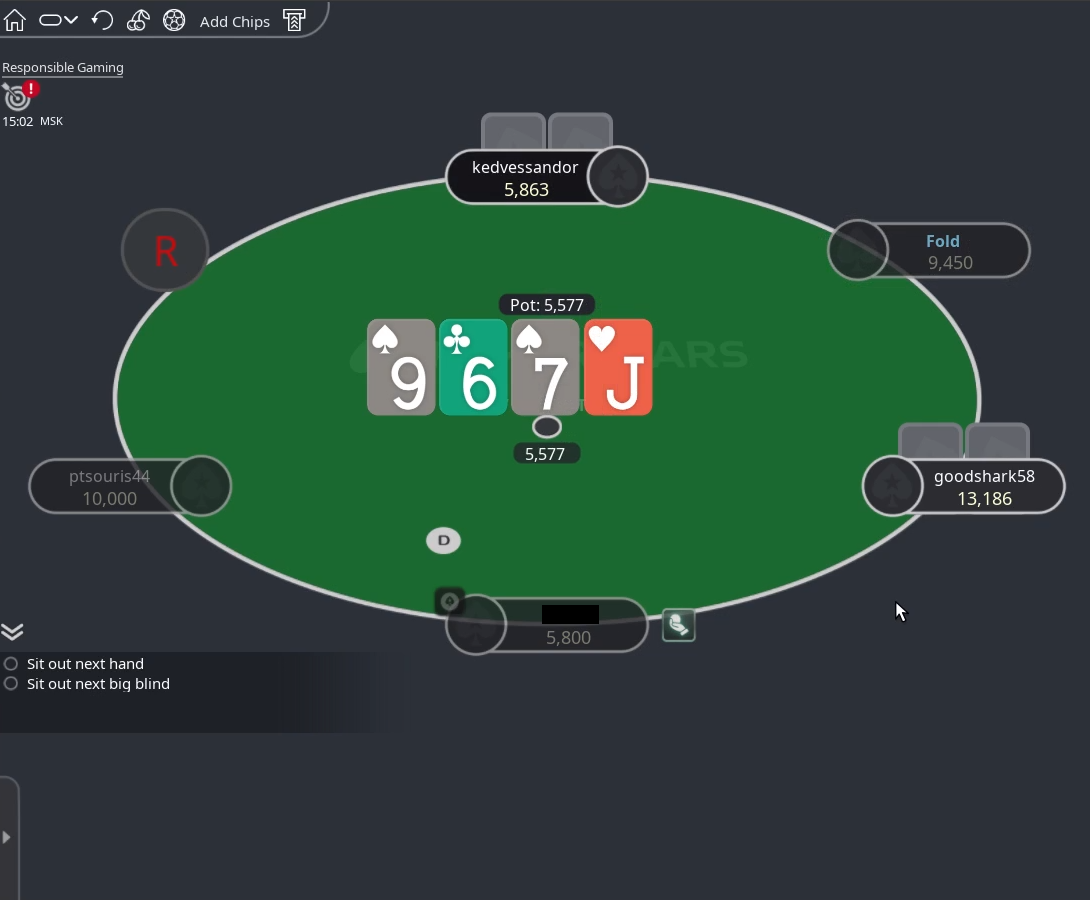 Add Chips
Responsible Gaming
!
15:02 MSK
kedvessandor
5,863
R
Fold
9,450
Pot: 5,577
9 6 7 J
ARS
5,577
ptsouris44
10,000
goodshark58
13,186
D
5,800
Sit out next hand
Sit out next big blind